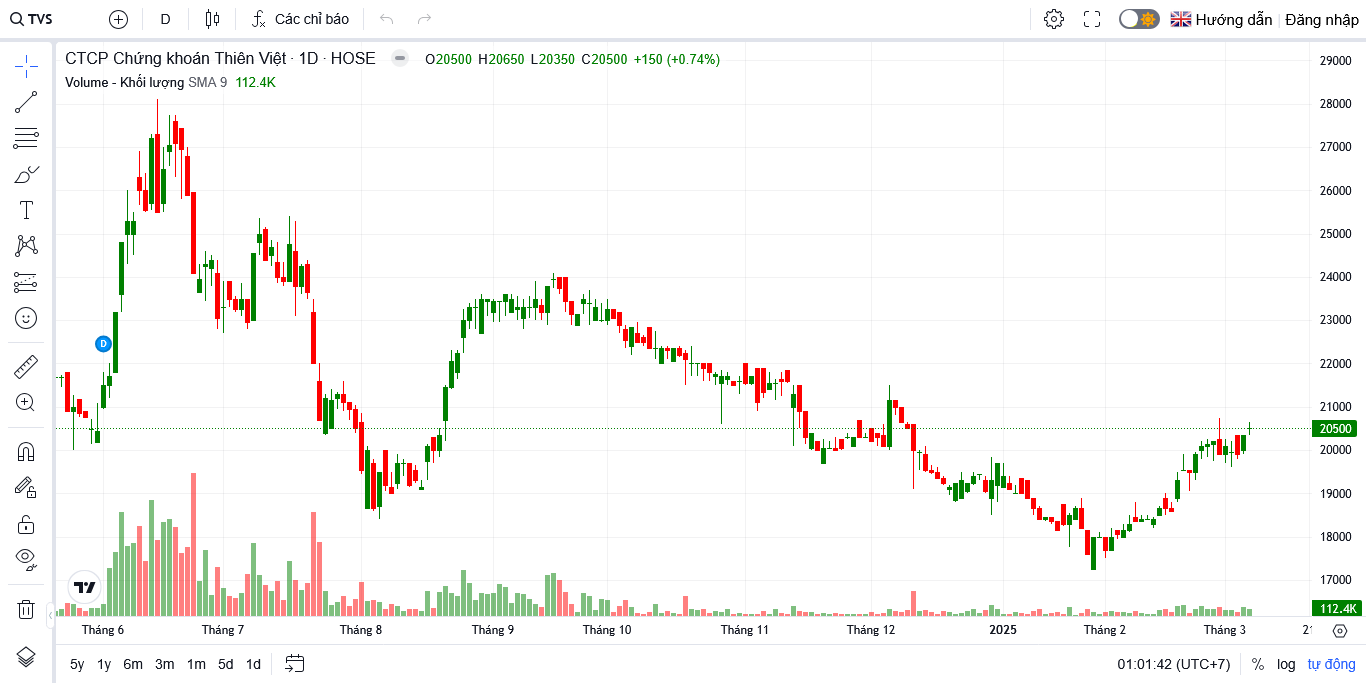 TVS D Các chỉ báo Hướng dẫn Đăng nhập
CTCP Chứng khoán Thiên Việt · 1D · HOSE O20500 H20650 L20350 C20500 +150 (+0.74%)
Volume - Khối lượng SMA 9 112.4K
29000
28000
27000
26000
25000
24000
23000
D
22000
21000
20500
20000
19000
18000
17000
112.4K
Tháng 6 Tháng 7 Tháng 8 Tháng 9 Tháng 10 Tháng 11 Tháng 12 2025 Tháng 2 Tháng 3
5y 1y 6m 3m 1m 5d 1d 01:01:42 (UTC+7) % log tự động